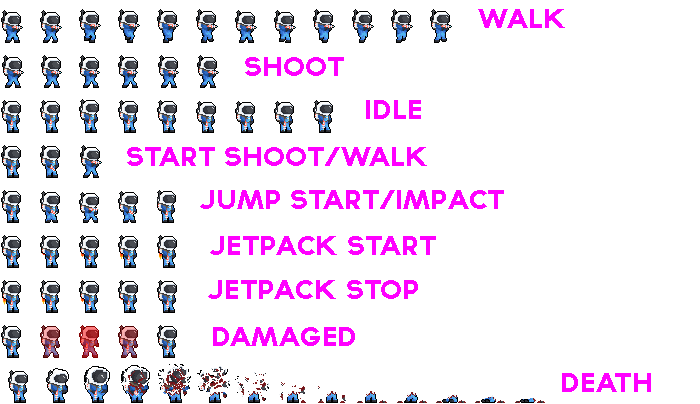 WALK
SHOOT
IDLE
START SHOOT/WALK
JUMP START/IMPACT
JETPACK START
JETPACK STOP
DAMAGED
DEATH